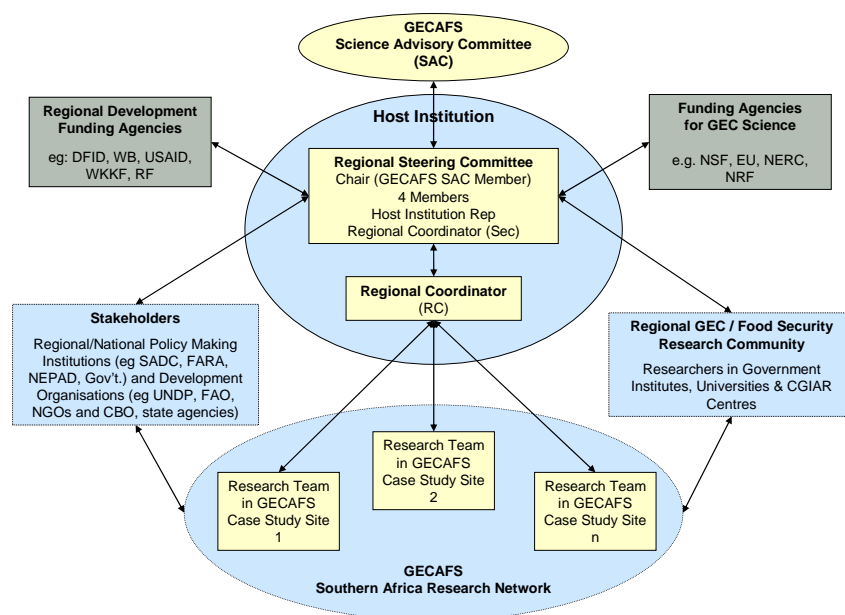 GECAFS
Science Advisory Committee
(SAC)
Regional Development
Funding Agencies
eg: DFID, WB, USAID,
WKKF, RF
Host Institution
Funding Agencies
for GEC Science
e.g. NSF, EU, NERC,
NRF
Regional Steering Committee
Chair (GECAFS SAC Member)
4 Members
Host Institution Rep
Regional Coordinator (Sec)
Regional Coordinator
(RC)
Stakeholders
Regional/National Policy Making
Institutions (eg SADC, FARA,
NEPAD, Gov't.) and Development
Organisations (eg UNDP, FAO,
NGOs and CBO, state agencies)
Regional GEC / Food Security
Research Community
Researchers in Government
Institutes, Universities & CGIAR
Centres
Research Team
in GECAFS
Case Study Site
1
Research Team
in GECAFS
Case Study Site
2
Research Team
in GECAFS
Case Study Site
n
GECAFS
Southern Africa Research Network